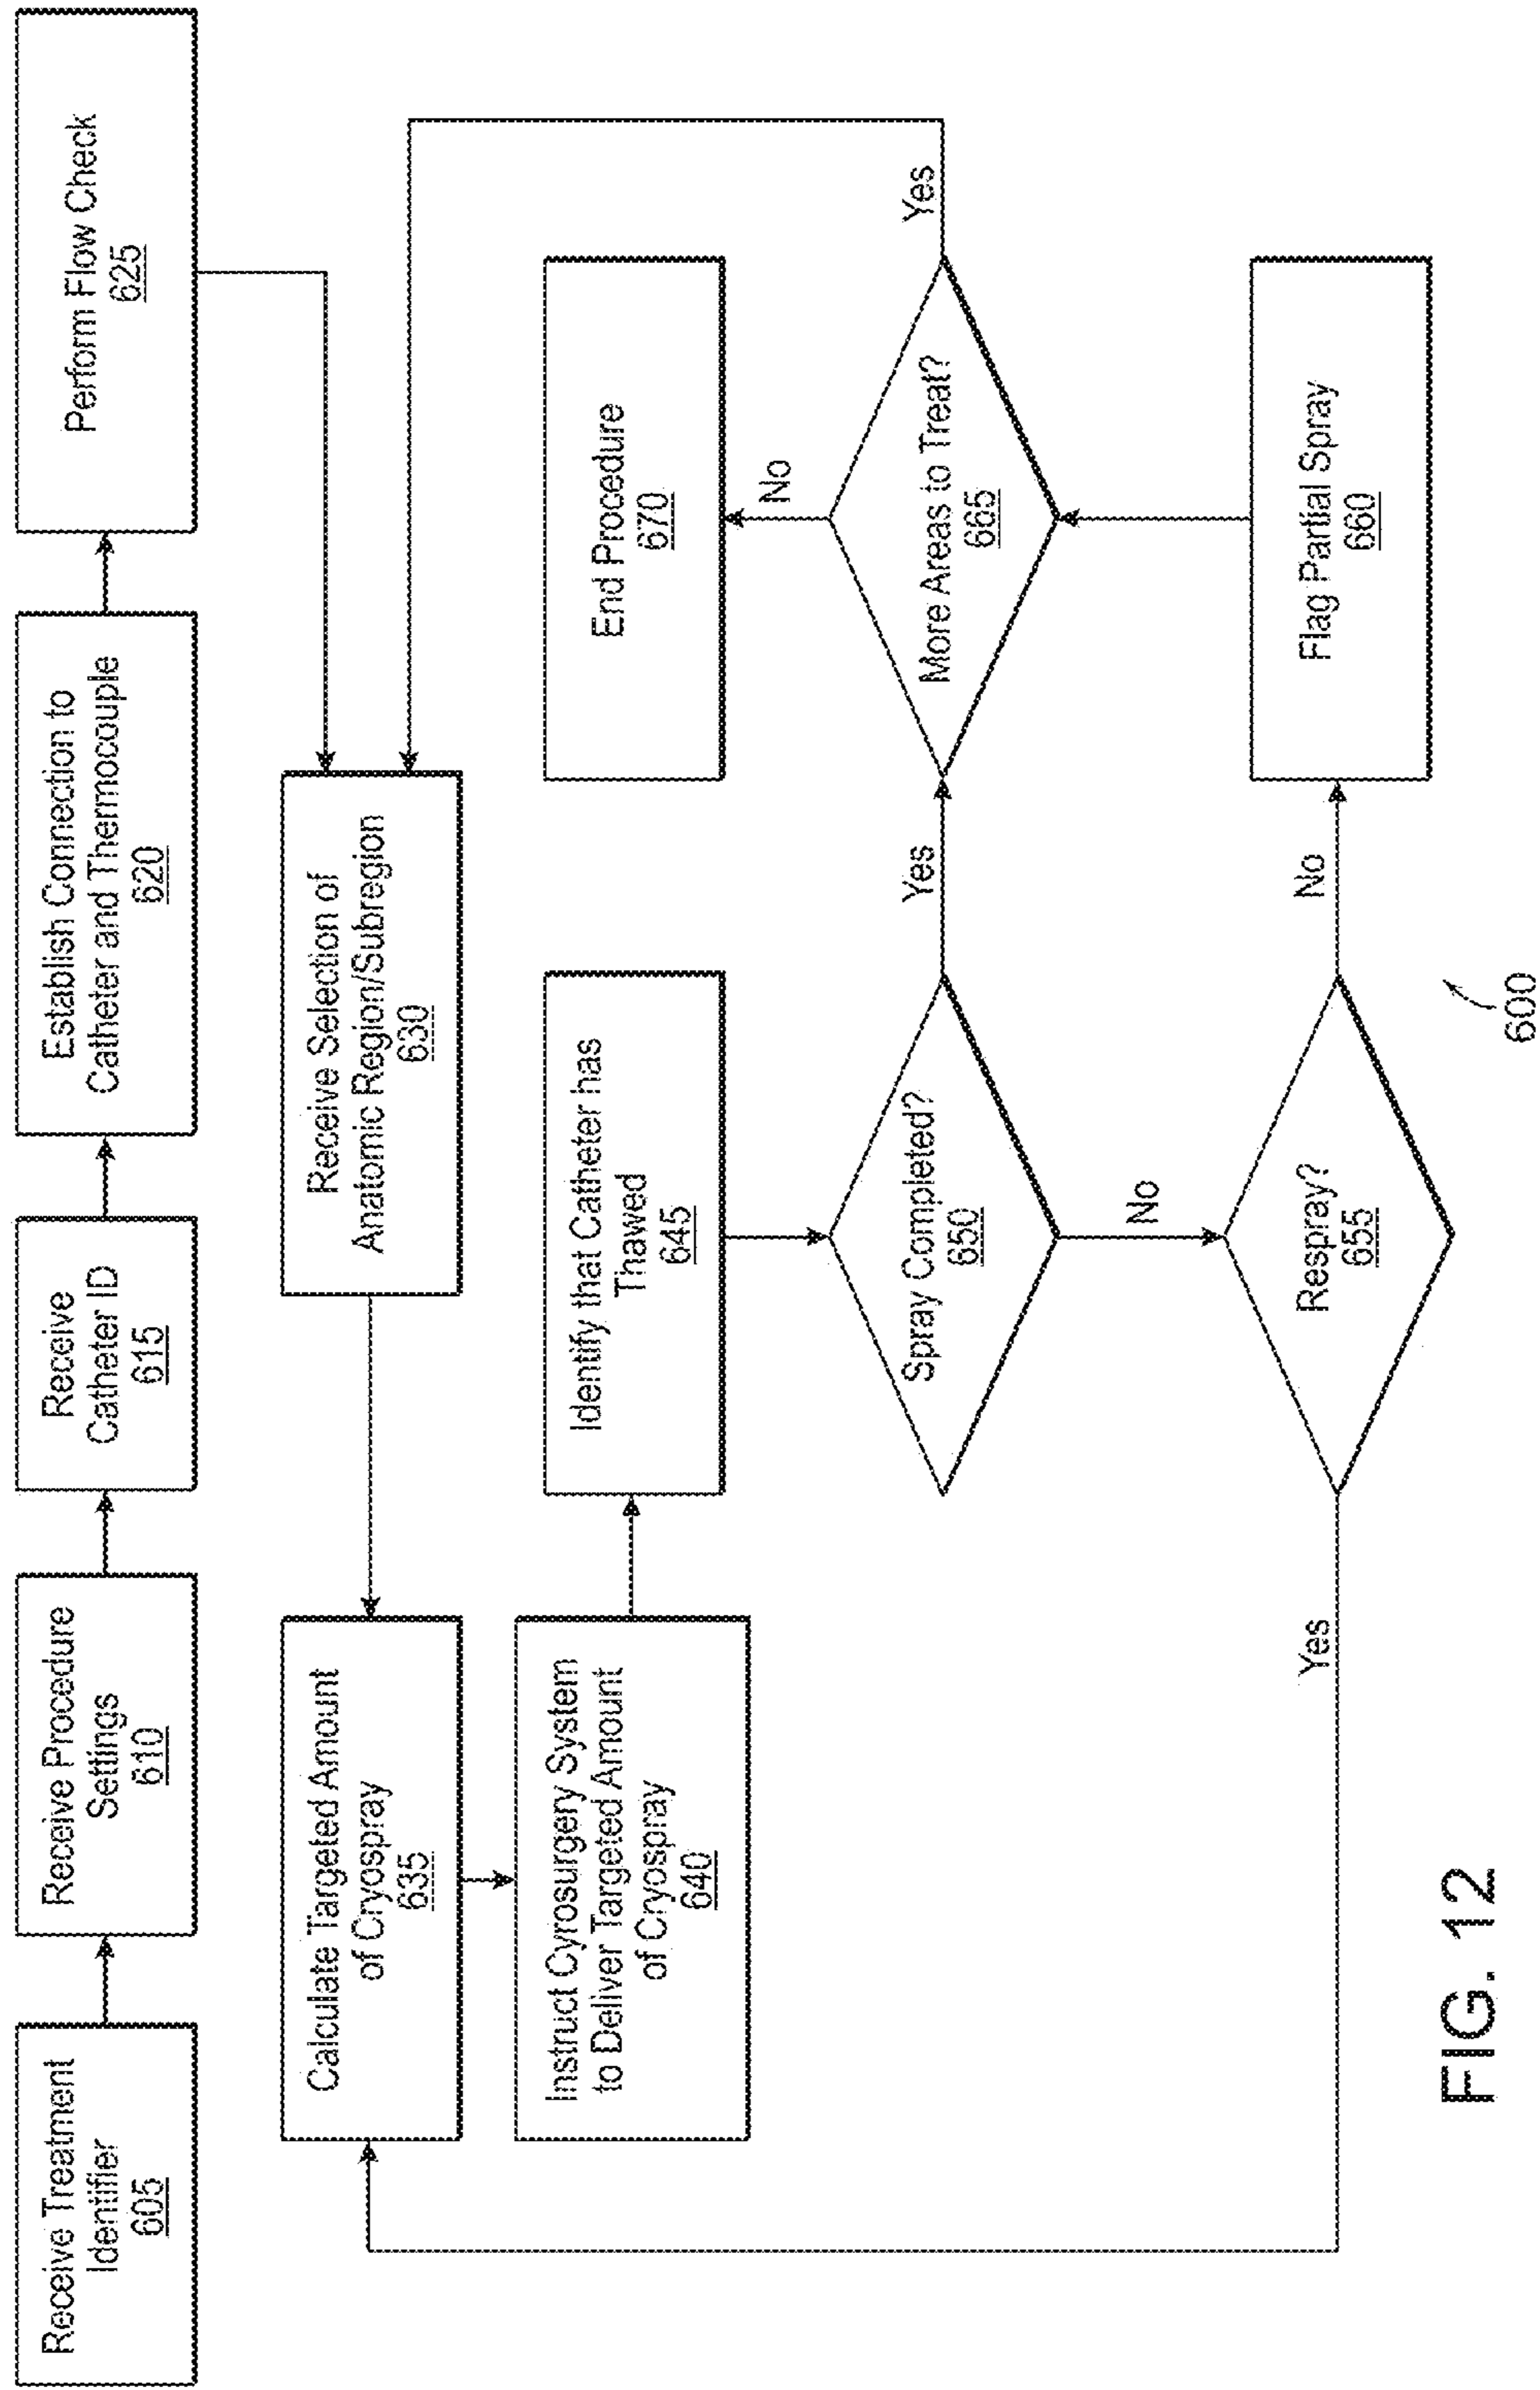 Receive Treatment
Identifier
605
Receive Procedure
Settings
610
Receive
Catheter ID
615
Establish Connection to
Catheter and Thermocouple
620
Perform Flow Check
625
Calculate Targeted Amount
of Cryospray
635
Receive Selection of
Anatomic Region/Subregion
630
Instruct Cyrosurgery System
to Deliver Targeted Amount
of Cryospray
640
Identify that Catheter has
Thawed
645
End Procedure
670
No
Spray Completed?
650
Yes
More Areas to Treat?
665
Yes
No
Yes
Respray?
655
No
Flag Partial Spray
660
600
FIG. 12